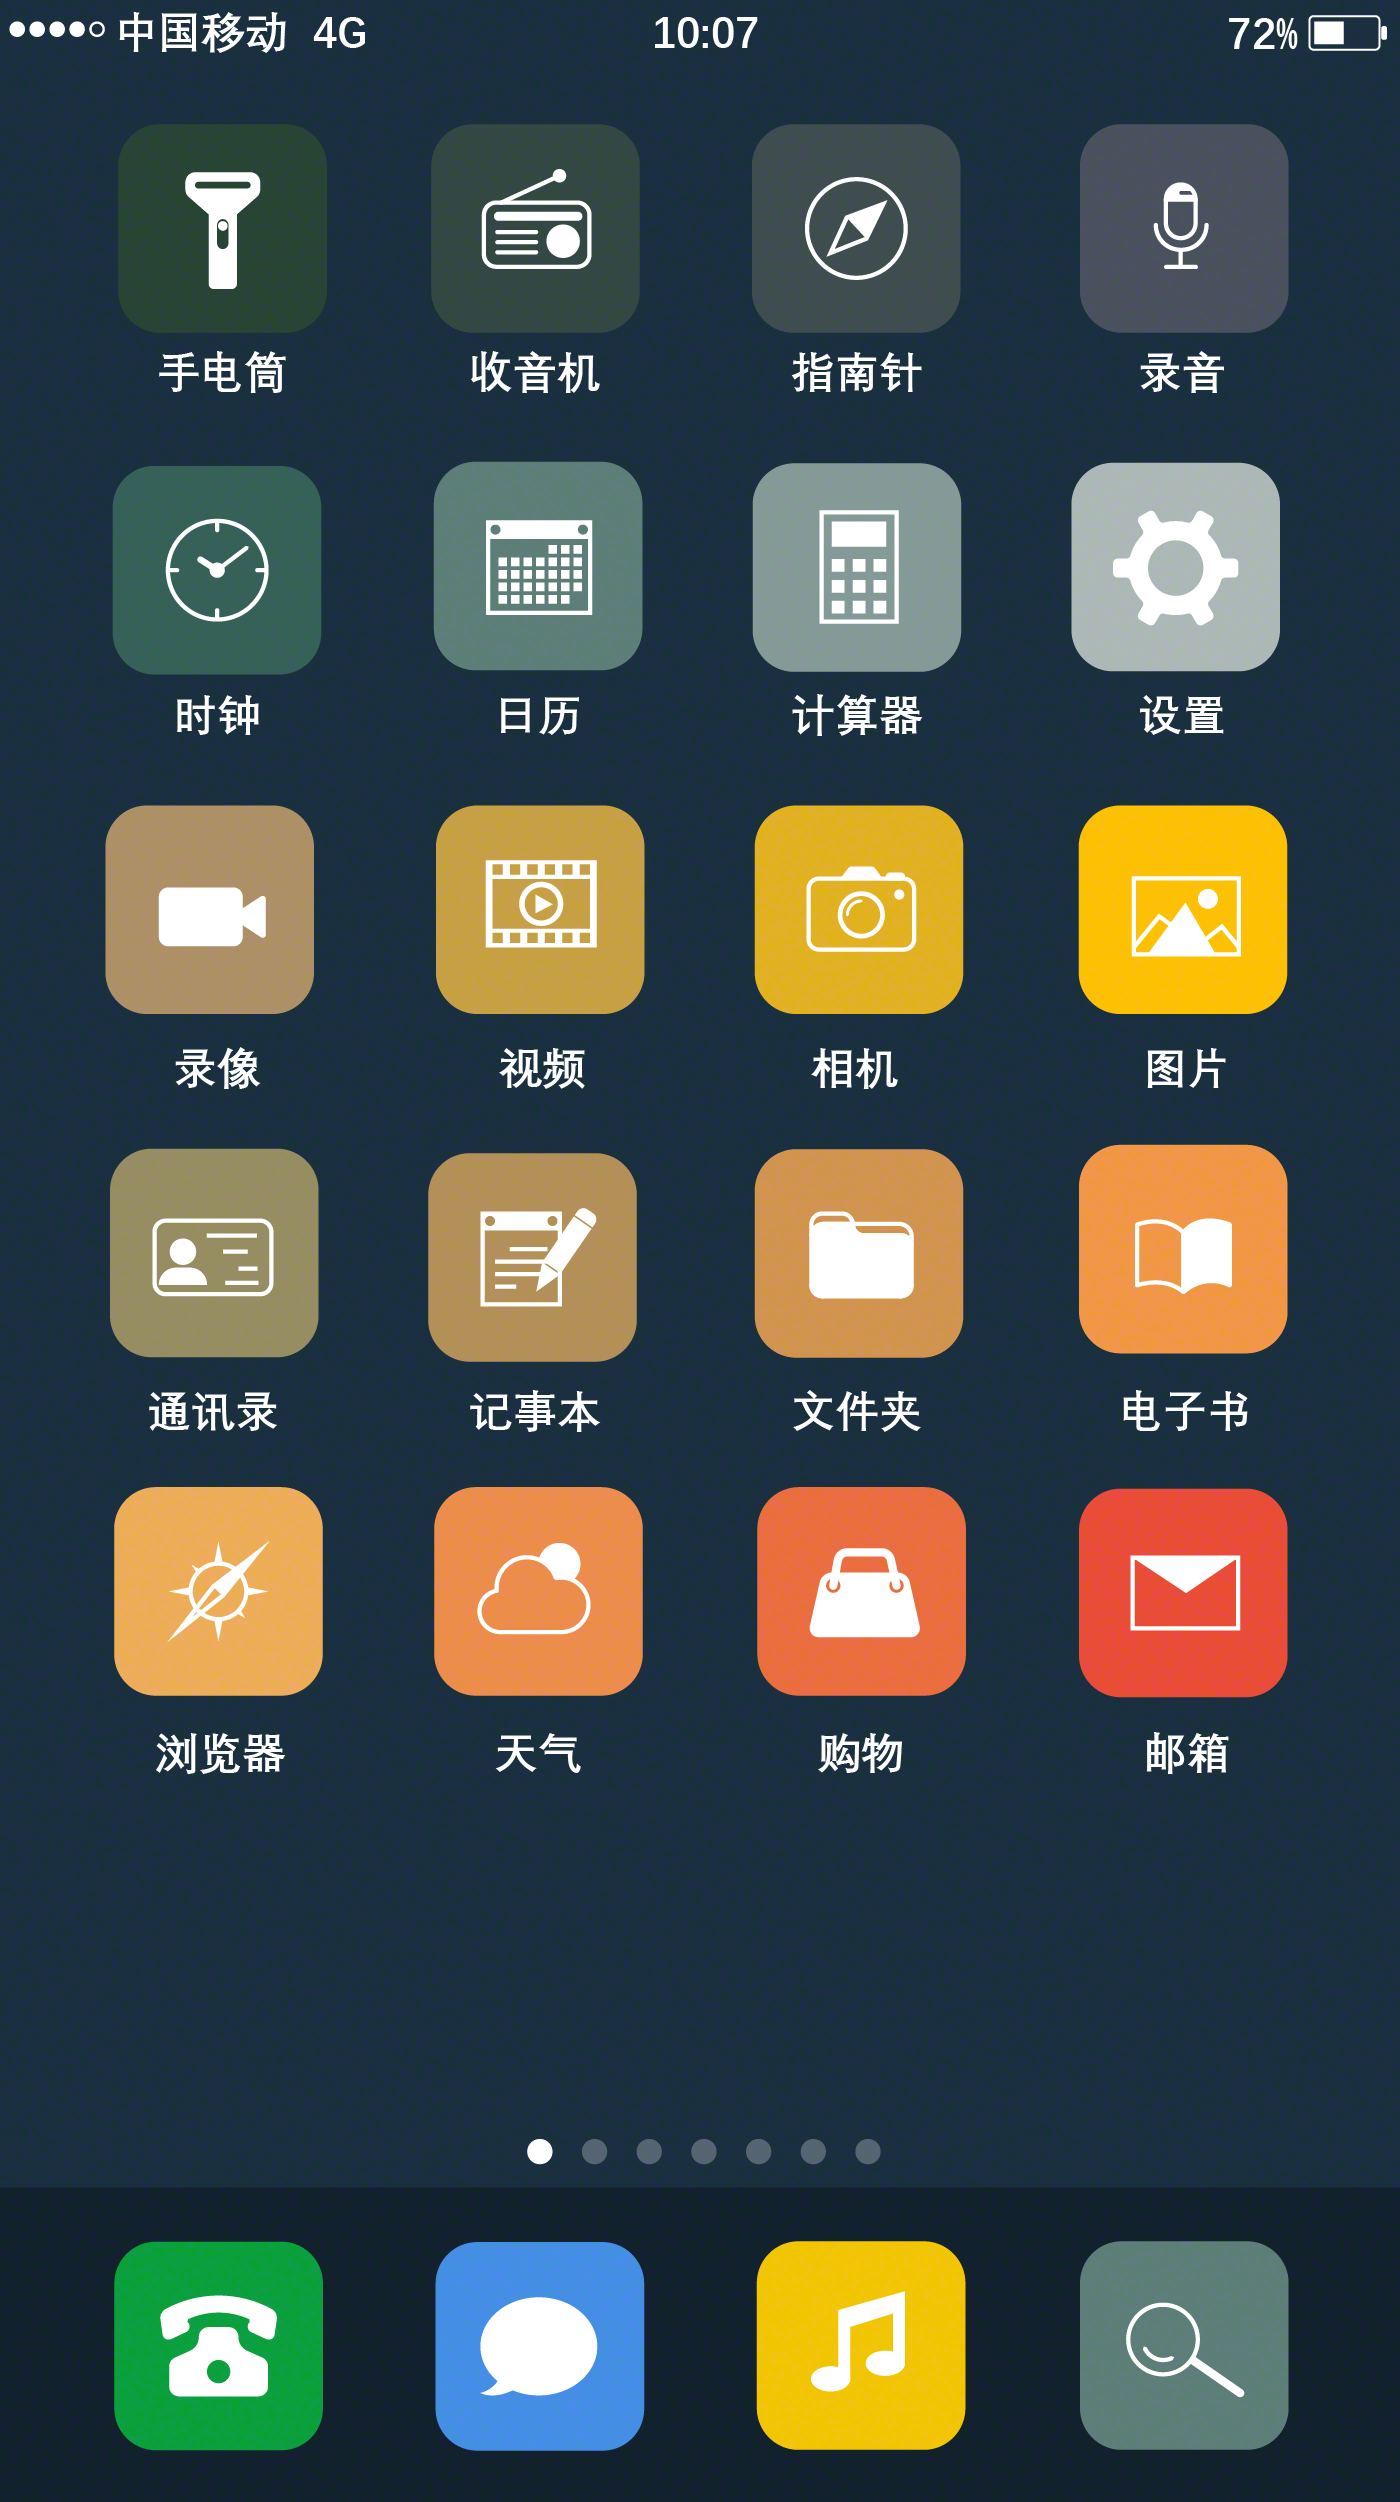 中国移动 4G 10:07 72%
手电筒 收音机 指南针 录音
时钟 日历 计算器 设置
录像 视频 相机 图片
通讯录 记事本 文件夹 电子书
浏览器 天气 购物 邮箱